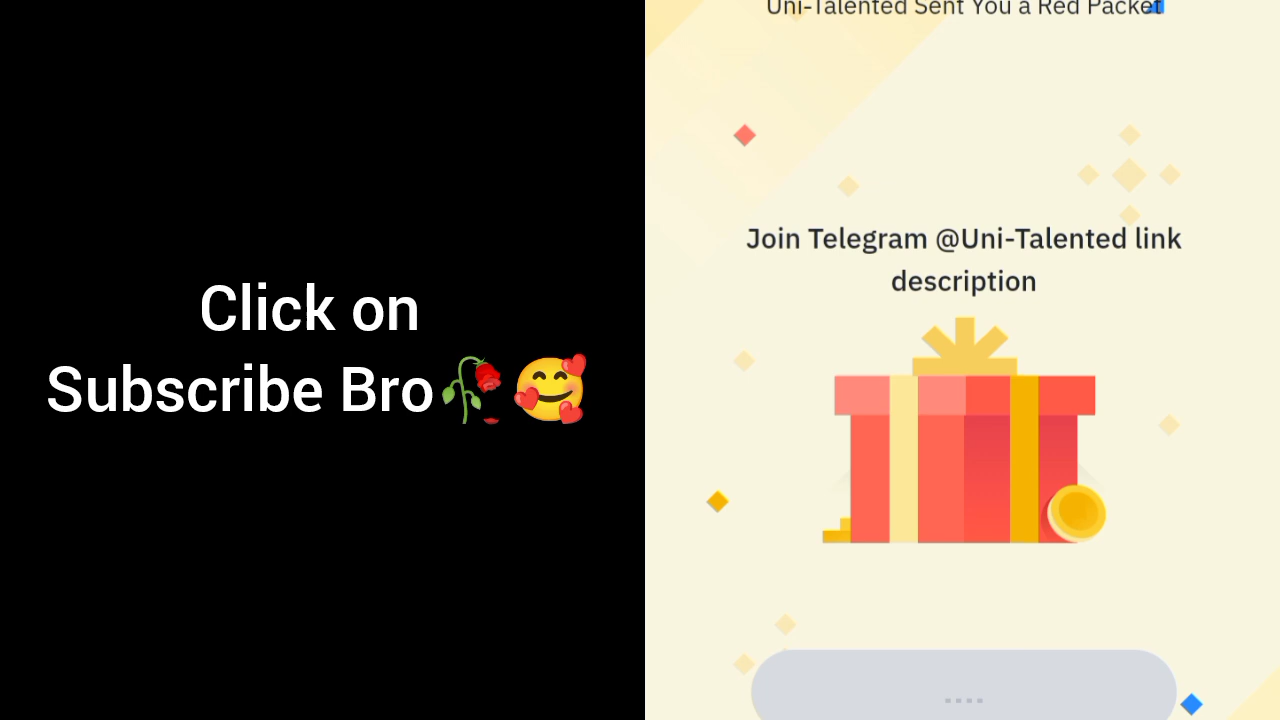 Click on
Subscribe Bro🥀🥰
Uni-Talented Sent You a Red Packet
Join Telegram @Uni-Talented link
description